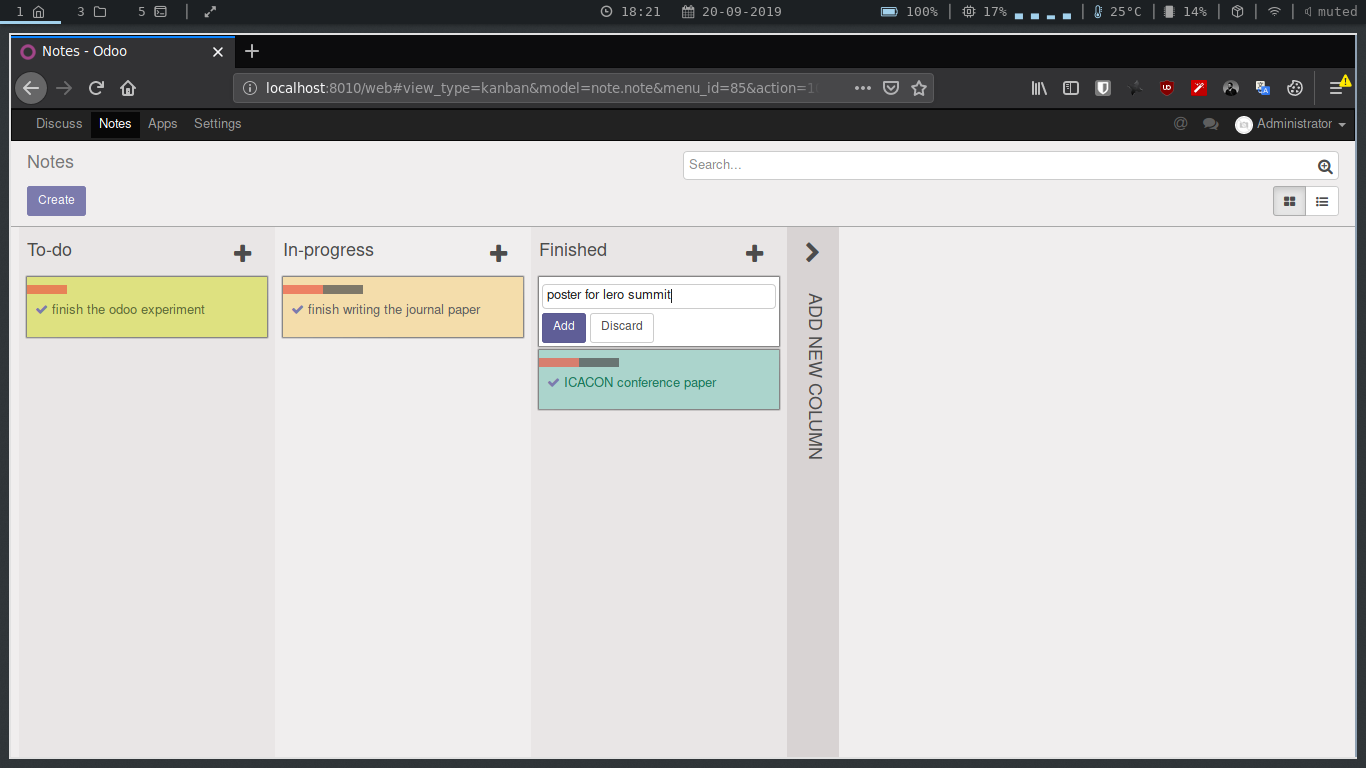 1 3 5 18:21 20-09-2019 100% 17% 25°C 14% muted
Notes - Odoo
localhost:8010/web#view_type=kanban&model=note.note&menu_id=85&action=1
Discuss Notes Apps Settings @ Administrator
Notes
Search...
Create
To-do In-progress Finished
finish the odoo experiment
finish writing the journal paper
poster for lero summit
Add Discard
ICACON conference paper
ADD NEW COLUMN